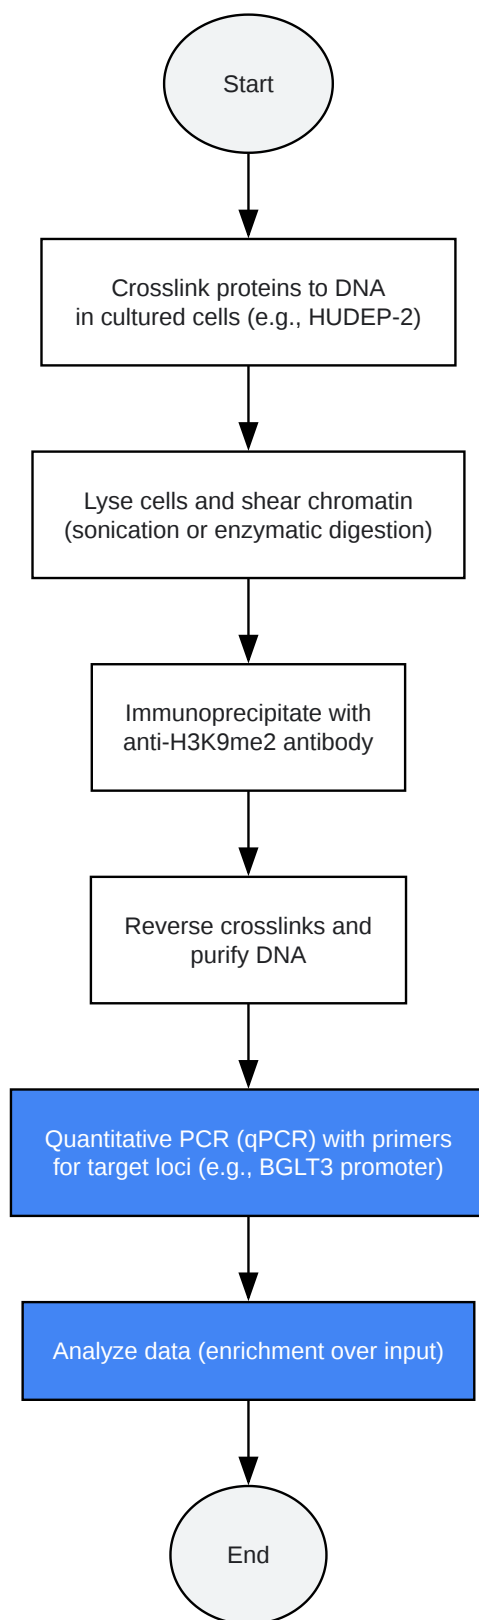 Start
Crosslink proteins to DNA
in cultured cells (e.g., HUDEP-2)
Lyse cells and shear chromatin
(sonication or enzymatic digestion)
Immunoprecipitate with
anti-H3K9me2 antibody
Reverse crosslinks and
purify DNA
Quantitative PCR (qPCR) with primers
for target loci (e.g., BGLT3 promoter)
Analyze data (enrichment over input)
End